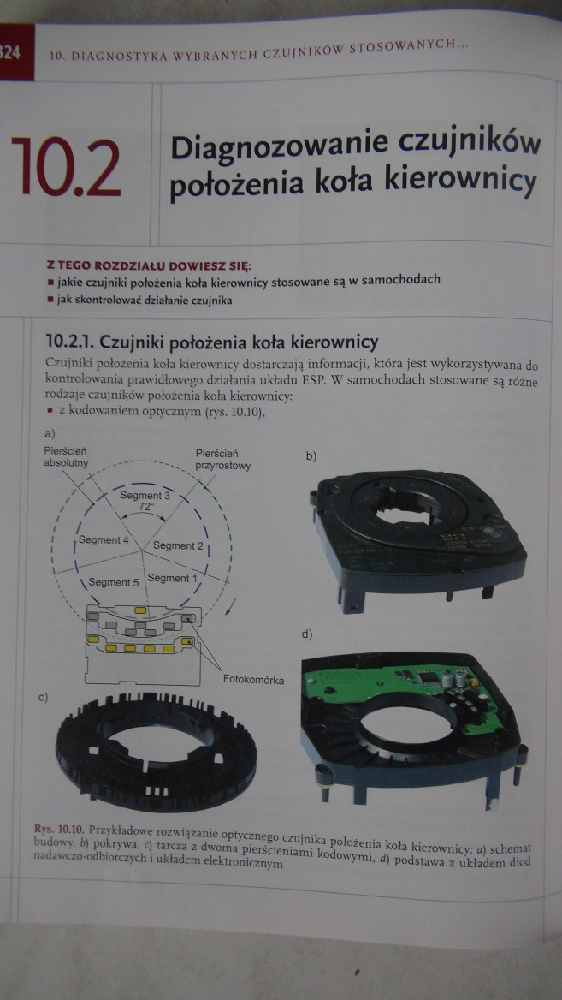 324
10. DIAGNOSTYKA WYBRANYCH CZUJNIKÓW STOSOWANYCH...
10.2
Diagnozowanie czujników
położenia koła kierownicy
Z TEGO ROZDZIAŁU DOWIESZ SIĘ:
■ jakie czujniki położenia koła kierownicy stosowane są w samochodach
■ jak skontrolować działanie czujnika
10.2.1. Czujniki położenia koła kierownicy
Czujniki położenia koła kierownicy dostarczają informacji, która jest wykorzystywana do
kontrolowania prawidłowego działania układu ESP. W samochodach stosowane są różne
rodzaje czujników położenia koła kierownicy:
• z kodowaniem optycznym (rys. 10.10),
a)
Pierścień
absolutny
Pierścień
przyrostowy
Segment 3
72°
Segment 4
Segment 2
Segment 5
Segment 1
Fotokomórka
b)
c)
d)
Rys. 10.10. Przykładowe rozwiązanie optycznego czujnika położenia koła kierownicy: a) schemat
budowy, b) pokrywa, c) tarcza z dwoma pierścieniami kodowymi, d) podstawa z układem diod
nadawczo-odbiorczych i układem elektronicznym